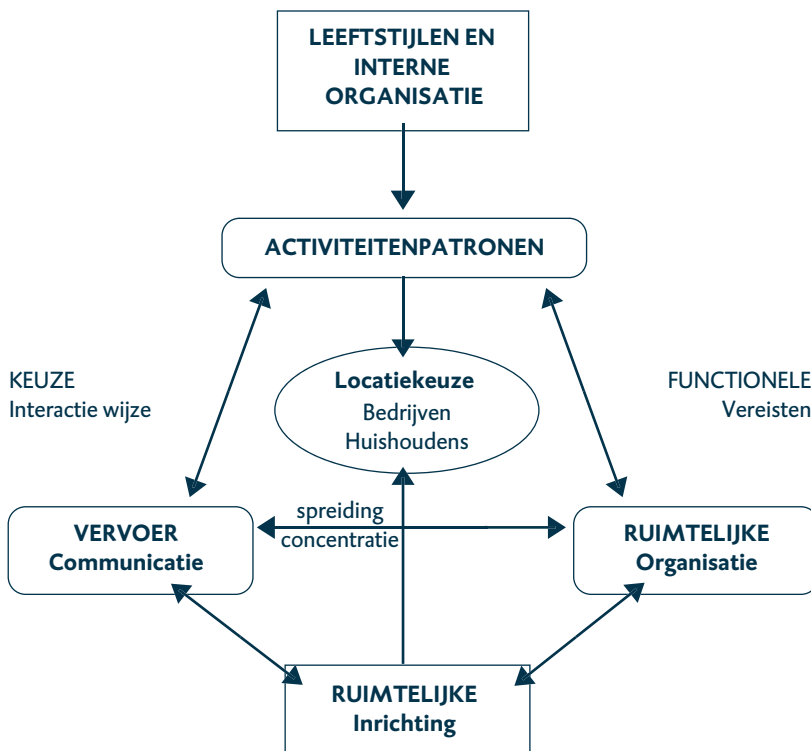 LEEFTSTIJLEN EN
INTERNE
ORGANISATIE
ACTIVITEITENPATRONEN
KEUZE
Interactie wijze
Locatiekeuze
Bedrijven
Huishoudens
FUNCTIONELE
Vereisten
VERVOER
Communicatie
spreiding
concentratie
RUIMTELIJKE
Organisatie
RUIMTELIJKE
Inrichting